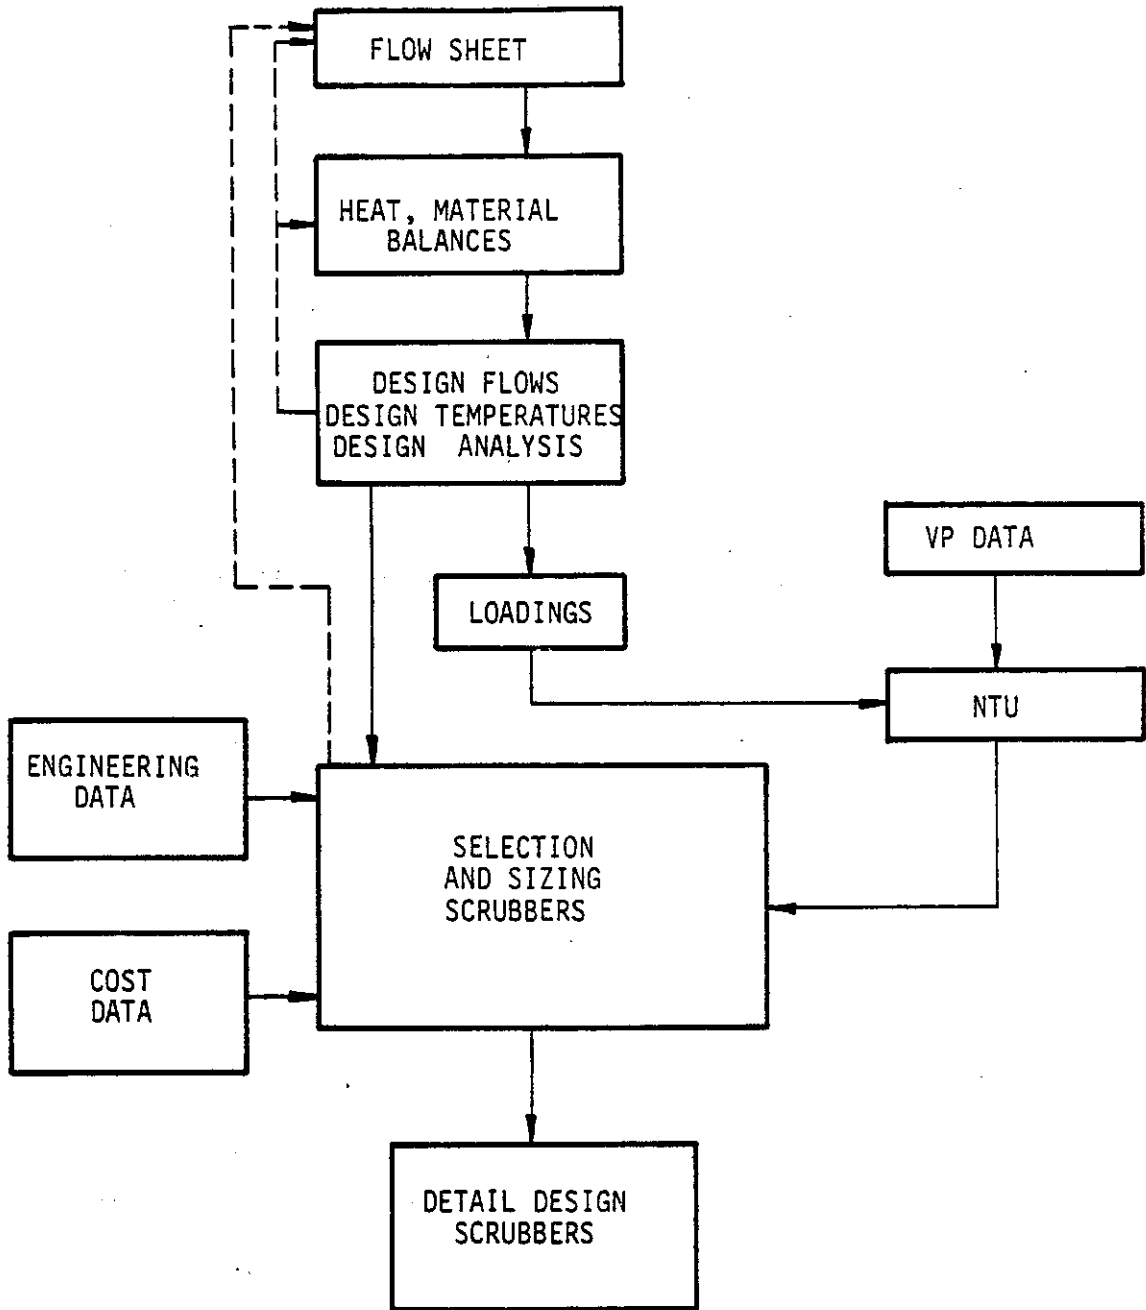 FLOW SHEET
HEAT, MATERIAL
BALANCES
DESIGN FLOWS
DESIGN TEMPERATURES
DESIGN ANALYSIS
VP DATA
LOADINGS
NTU
ENGINEERING
DATA
SELECTION
AND SIZING
SCRUBBERS
COST
DATA
DETAIL DESIGN
SCRUBBERS